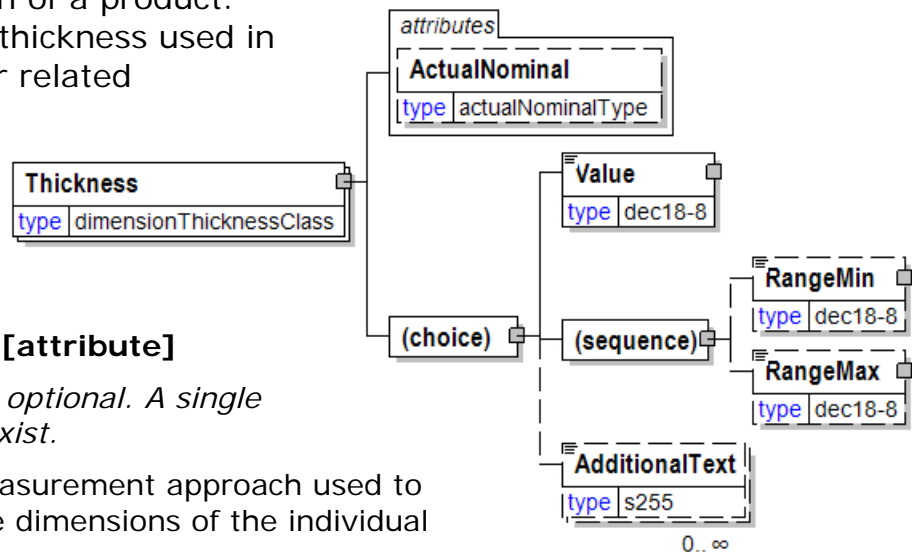 of a product.
thickness used in
related
[attribute]
optional. A single
exist.
measurement approach used to
dimensions of the individual
attributes
ActualNominal
type actualNominalType
Thickness
type dimensionThicknessClass
(choice)
Value
type dec18-8
(sequence)
RangeMin
type dec18-8
RangeMax
type dec18-8
AdditionalText
type s255
0.. ∞